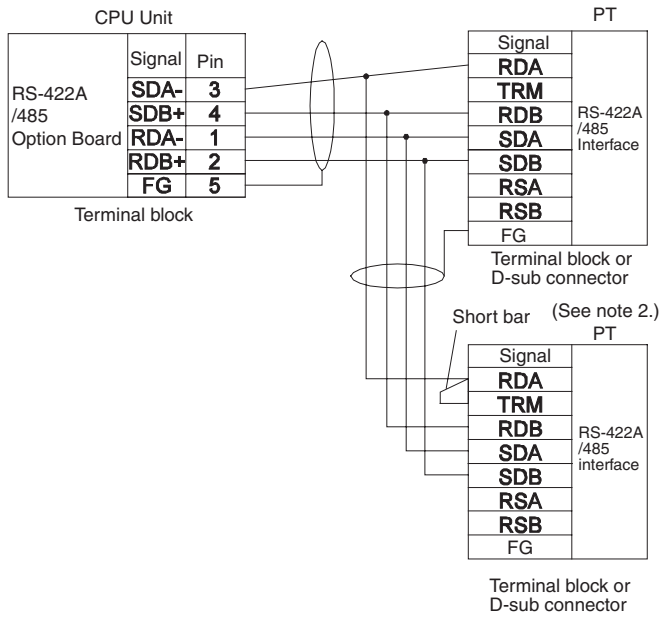 CPU Unit
PT
RS-422A
/485
Option Board
Signal Pin
SDA- 3
SDB+ 4
RDA- 1
RDB+ 2
FG 5
Terminal block
Signal
RDA
TRM
RDB
SDA
SDB
RSA
RSB
FG
RS-422A
/485
Interface
Terminal block or
D-sub connector
Short bar
(See note 2.)
PT
Signal
RDA
TRM
RDB
SDA
SDB
RSA
RSB
FG
RS-422A
/485
interface
Terminal block or
D-sub connector